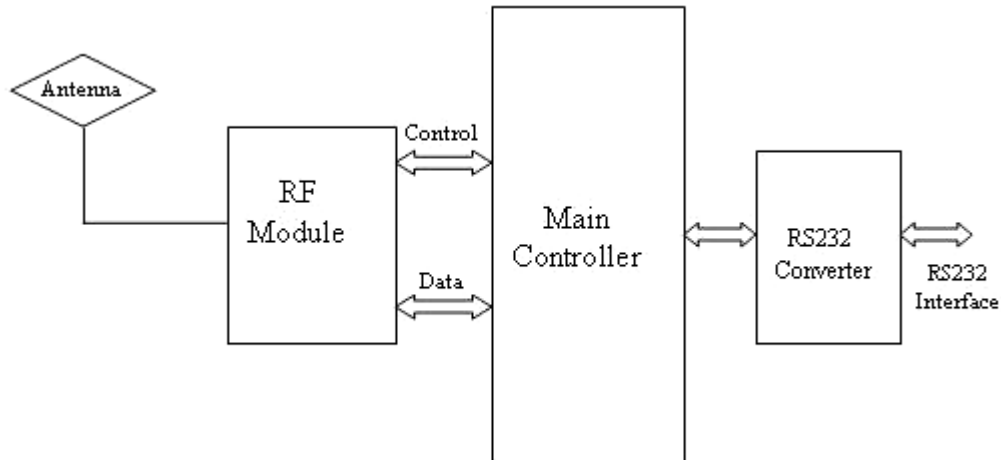 Antenna
RF
Module
Control
Data
Main
Controller
RS232
Converter
RS232
Interface